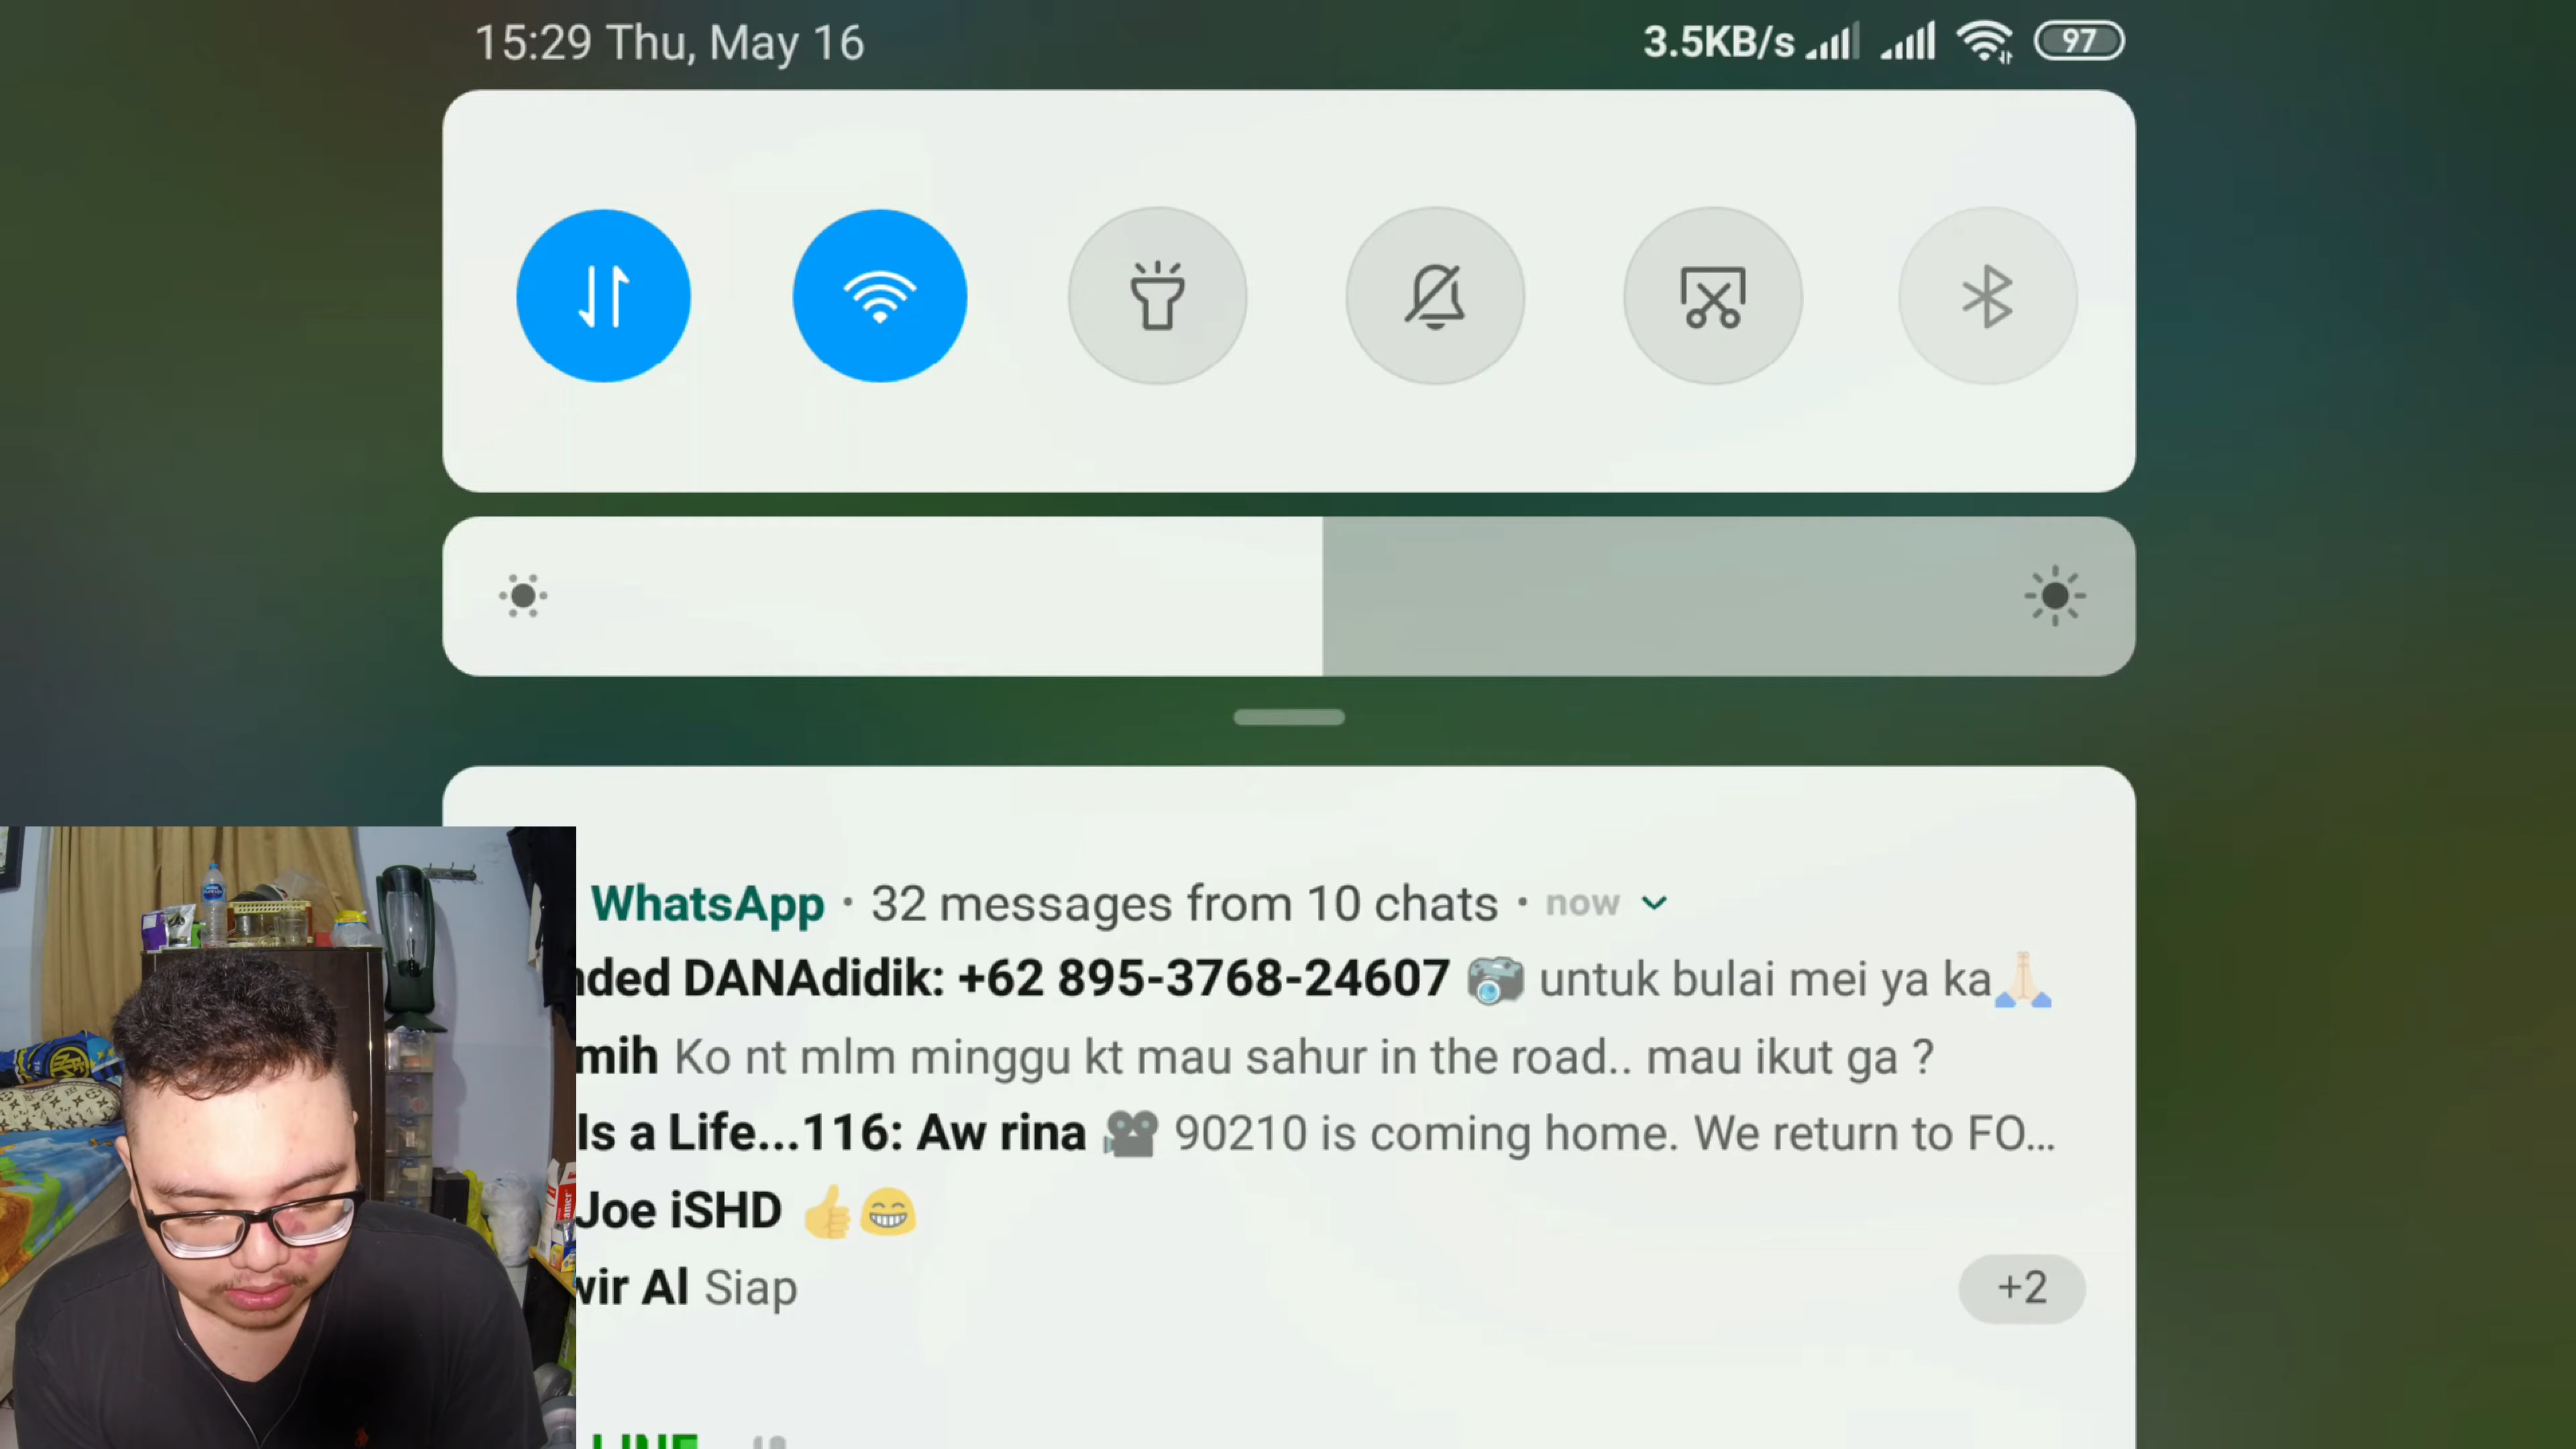 15:29 Thu, May 16 3.5KB/s 97
WhatsApp · 32 messages from 10 chats · now
nded DANAdidik: +62 895-3768-24607 📷 untuk bulai mei ya ka🙏🏻
mih Ko nt mlm minggu kt mau sahur in the road.. mau ikut ga ?
Is a Life...116: Aw rina 🎥 90210 is coming home. We return to FO...
Joe iSHD 👍😁
wir Al Siap
+2
LINE